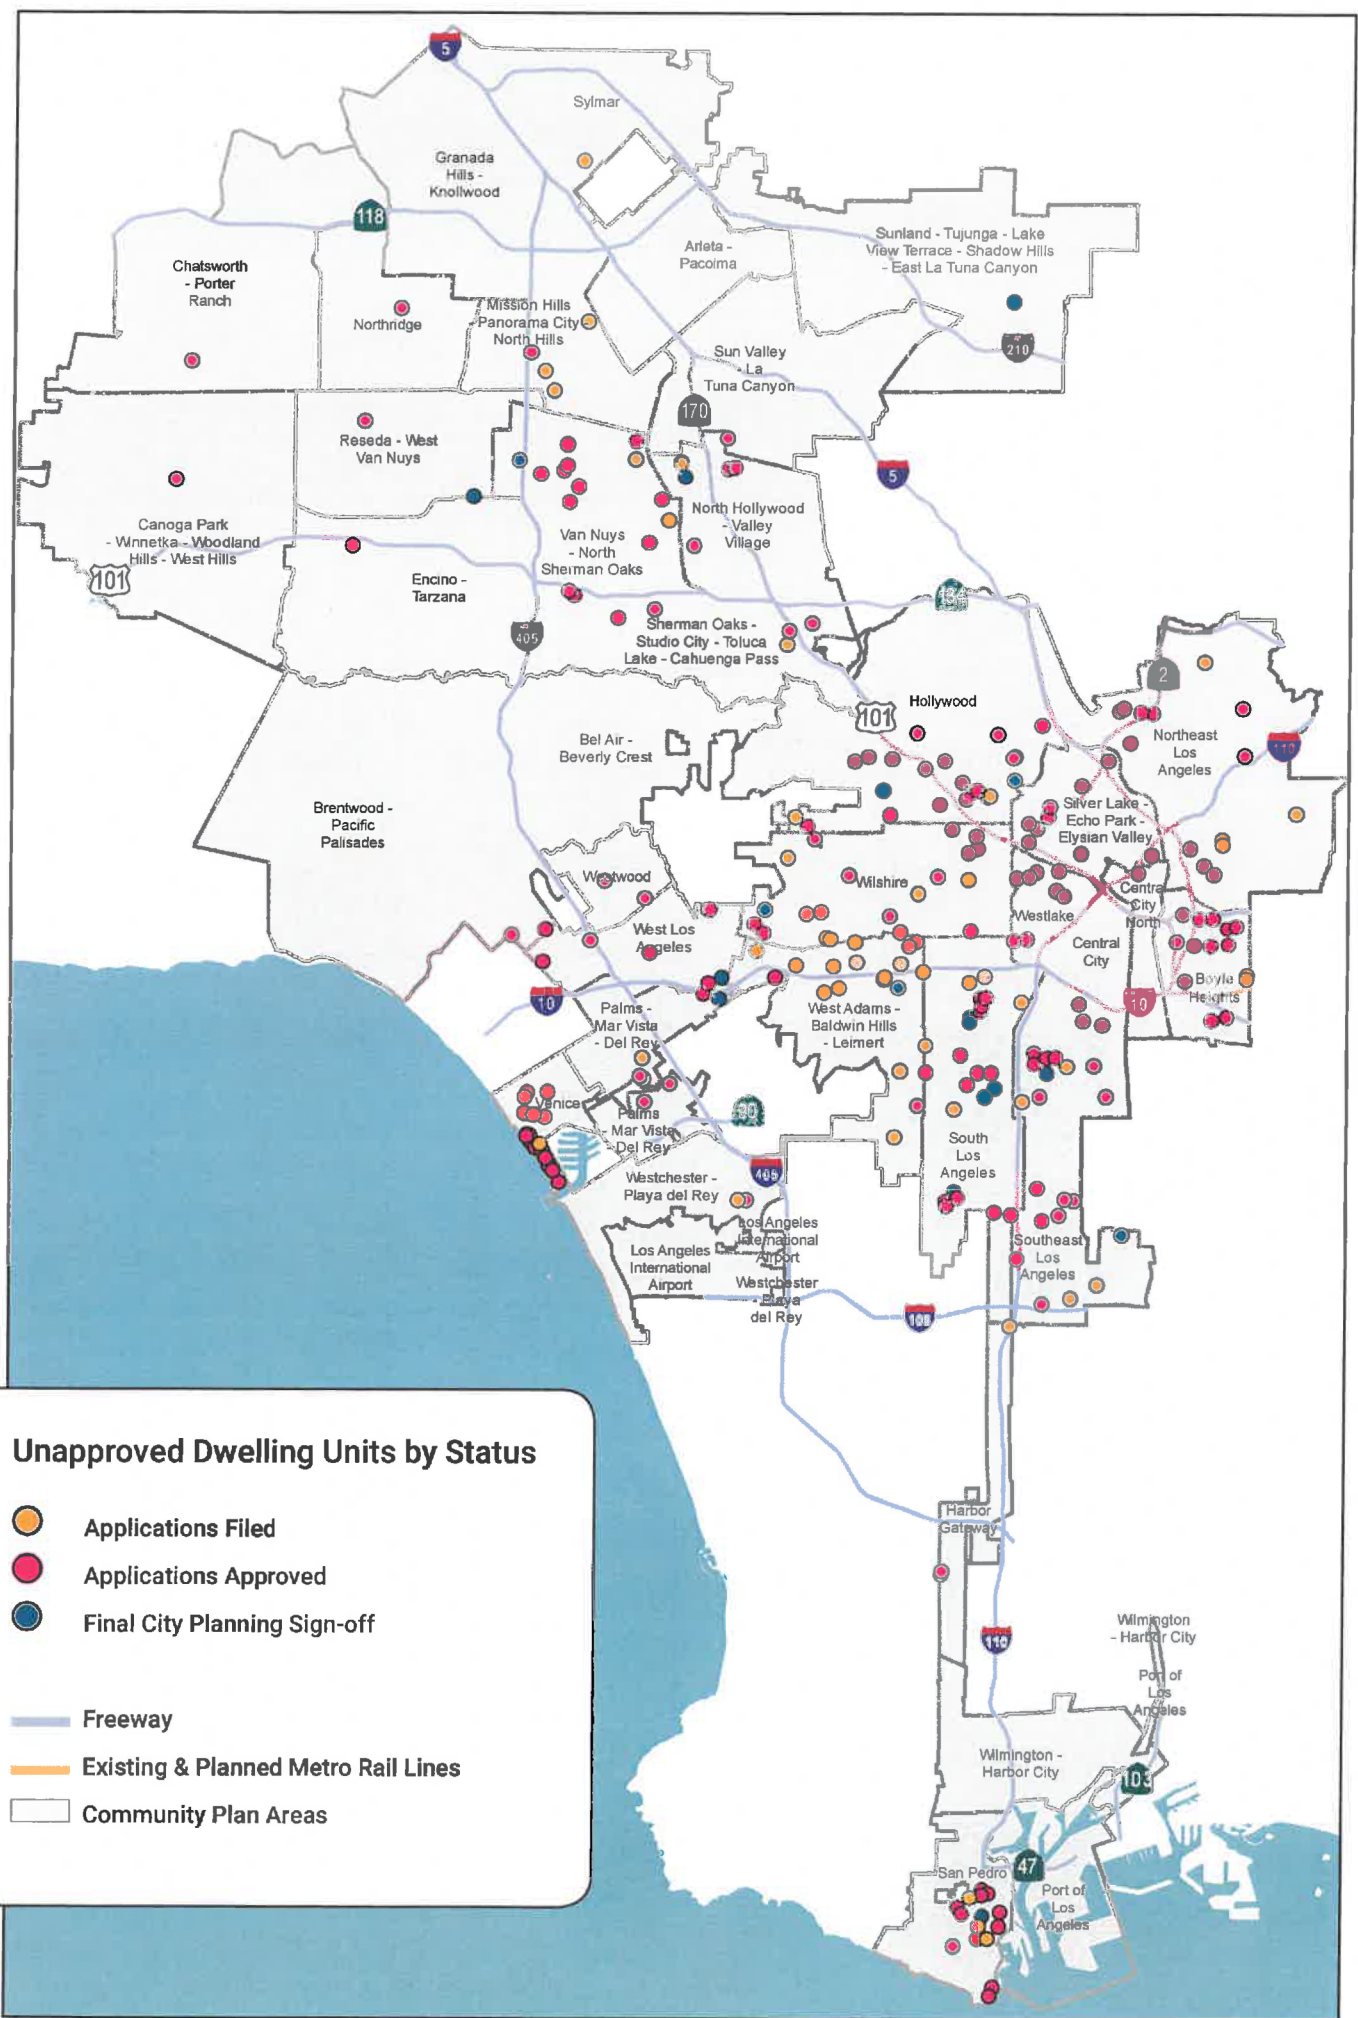 5
Sylmar
Granada
Hills -
Knollwood
118
Arleta -
Pacoima
Sunland - Tujunga - Lake
View Terrace - Shadow Hills
- East La Tuna Canyon
Chatsworth
- Porter
Ranch
Northridge
Mission Hills
Panorama City -
North Hills
210
Sun Valley
- La
Tuna Canyon
170
Reseda - West
Van Nuys
5
Canoga Park
- Winnetka - Woodland
Hills - West Hills
North Hollywood
- Valley
Village
Van Nuys
- North
Sherman Oaks
101
Encino -
Tarzana
134
405
Sherman Oaks -
Studio City - Toluca
Lake - Cahuenga Pass
2
Hollywood
101
Northeast
Los
Angeles
110
Bel Air -
Beverly Crest
Brentwood -
Pacific
Palisades
Silver Lake -
Echo Park -
Elysian Valley
Westwood
Wilshire
Central
City
North
Westlake
West Los
Angeles
Central
City
Boyle
Heights
10
10
Palms -
Mar Vista
- Del Rey
West Adams -
Baldwin Hills
- Leimert
Venice
90
Palms
- Mar Vista
- Del Rey
South
Los
Angeles
405
Westchester -
Playa del Rey
Los Angeles
International
Airport
Los Angeles
International
Airport
Southeast
Los
Angeles
Westchester
- Playa
del Rey
105
Unapproved Dwelling Units by Status
Applications Filed
Applications Approved
Final City Planning Sign-off
Freeway
Existing & Planned Metro Rail Lines
Community Plan Areas
Harbor
Gateway
110
Wilmington
- Harbor City
Port of
Los
Angeles
Wilmington -
Harbor City
103
San Pedro
47
Port of
Los
Angeles